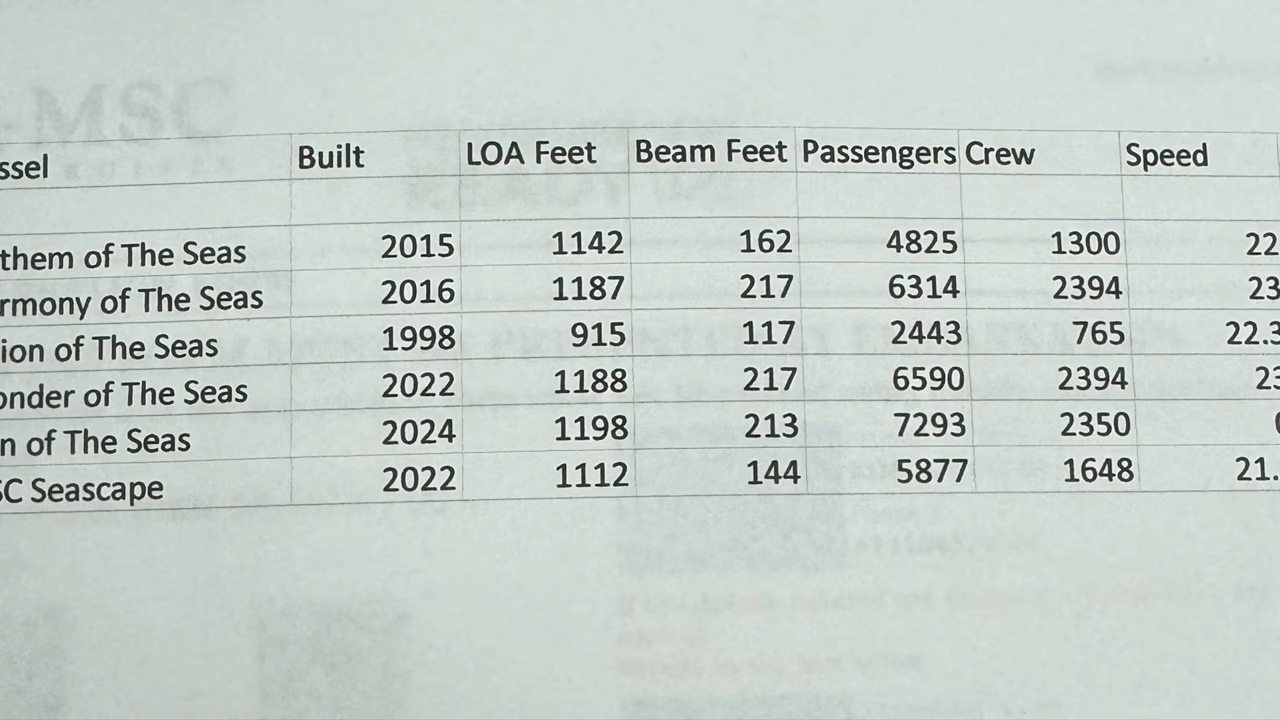 MSC
ssel Built LOA Feet Beam Feet Passengers Crew Speed
them of The Seas 2015 1142 162 4825 1300 22
rmony of The Seas 2016 1187 217 6314 2394 23
ion of The Seas 1998 915 117 2443 765 22.3
onder of The Seas 2022 1188 217 6590 2394 23
n of The Seas 2024 1198 213 7293 2350
SC Seascape 2022 1112 144 5877 1648 21.